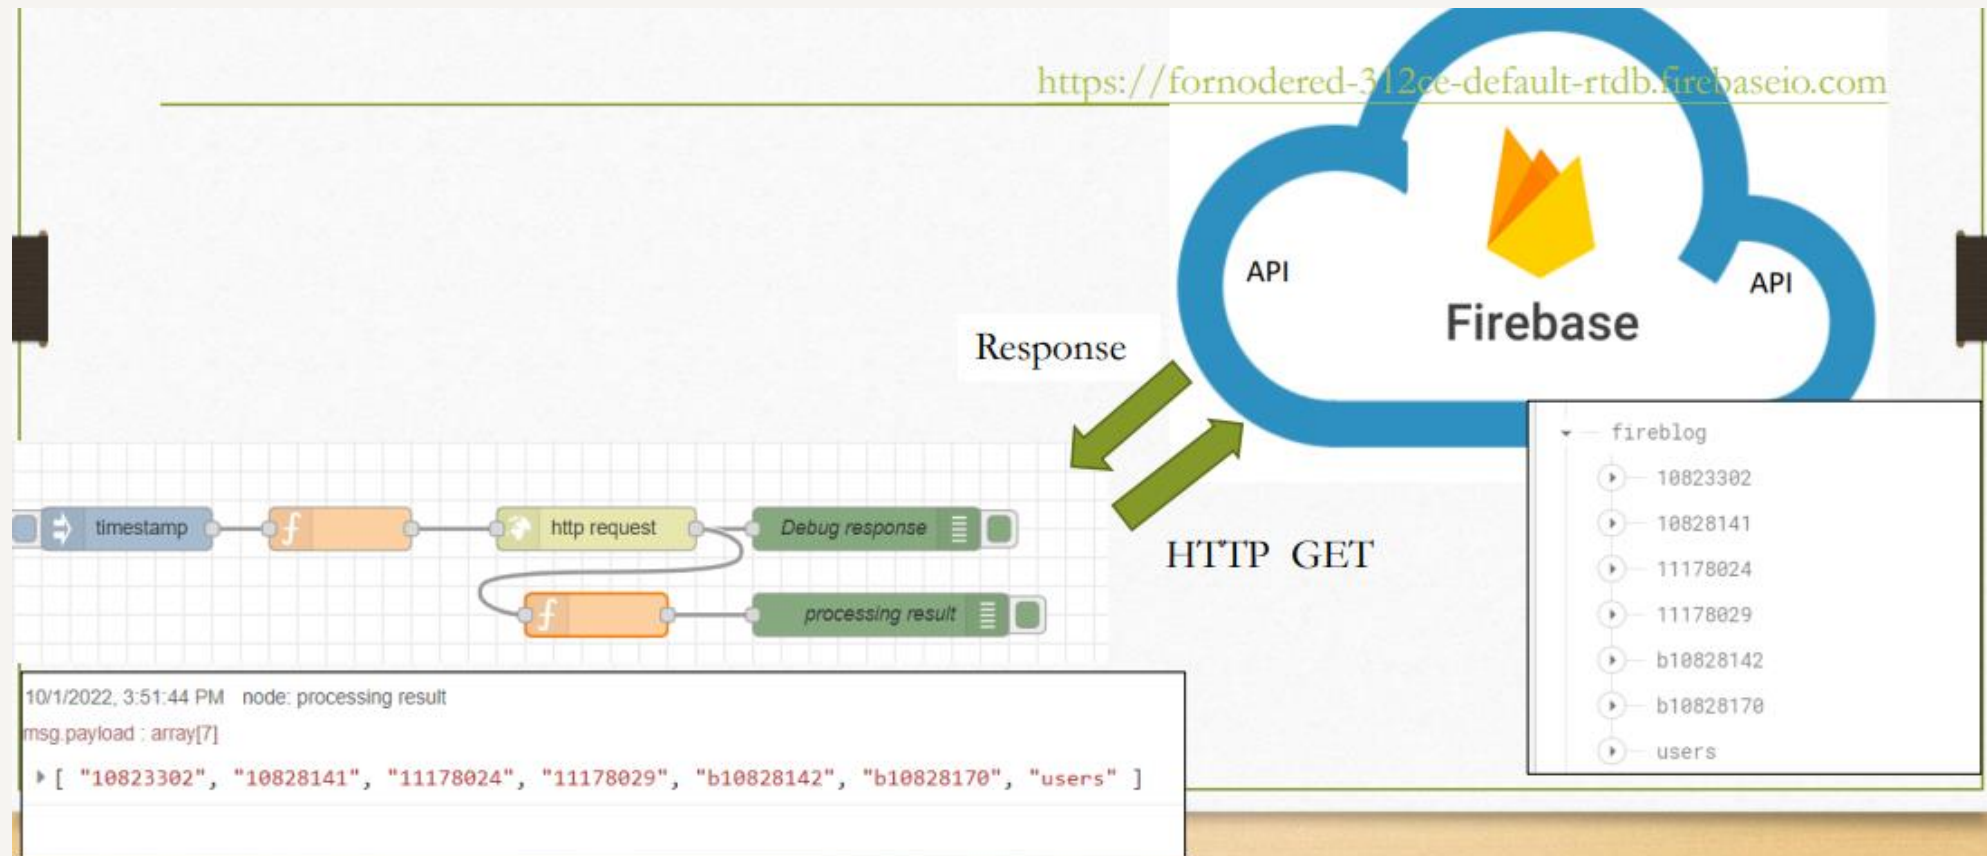 https://fornodered-312ce-default-rtdb.firebaseio.com
API
API
Firebase
Response
HTTP GET
timestamp
http request
Debug response
processing result
fireblog
10823302
10828141
11178024
11178029
b10828142
b10828170
users
10/1/2022, 3:51:44 PM node: processing result
msg.payload : array[7]
[ "10823302", "10828141", "11178024", "11178029", "b10828142", "b10828170", "users" ]